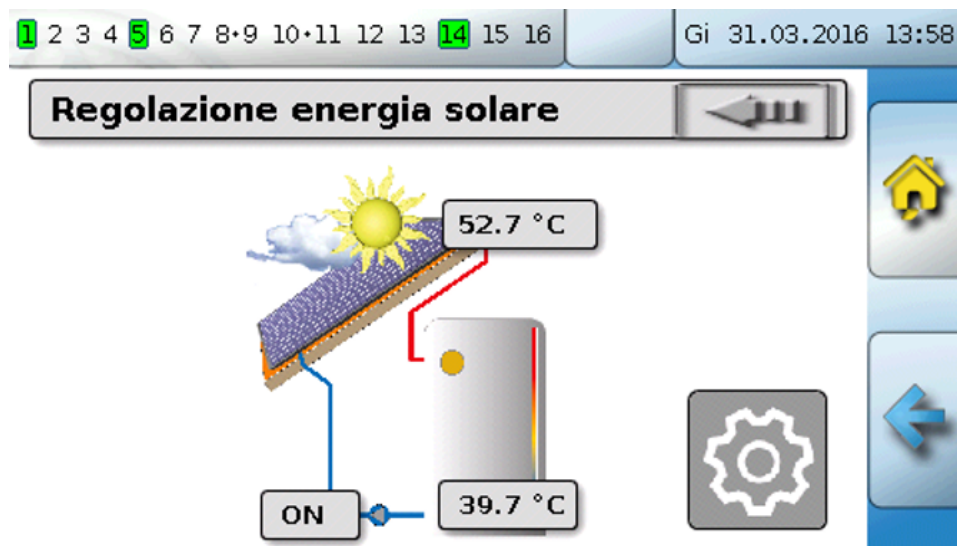 1 2 3 4 5 6 7 8•9 10•11 12 13 14 15 16 Gi 31.03.2016 13:58
Regolazione energia solare
52.7 °C
39.7 °C
ON